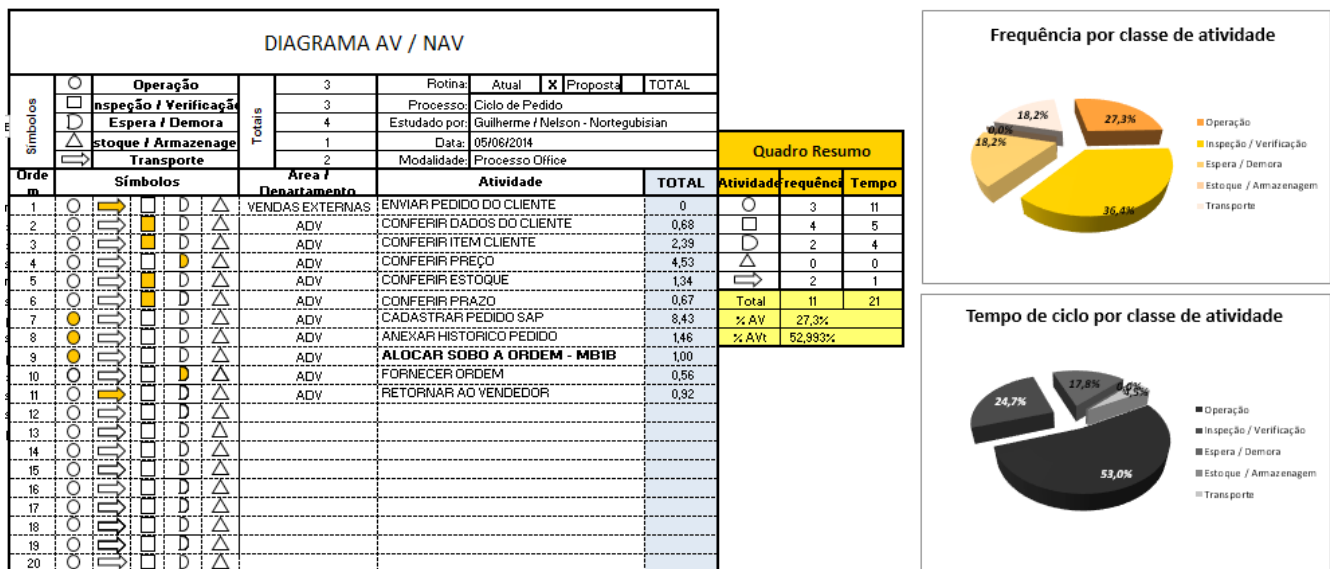 DIAGRAMA AV / NAV
Símbolos
Operação
nspeção / Verificaçã
Espera / Demora
stoque / Armazenage
Transporte
Totais
3
3
4
1
2
Rotina: Atual X Proposta TOTAL
Processo: Ciclo de Pedido
Estudado por: Guilherme / Nelson - Nortegubisian
Data: 05/06/2014
Modalidade: Processo Office
Orde
m
Símbolos
Área /
Departamento
Atividade
TOTAL
1 VENDAS EXTERNAS ENVIAR PEDIDO DO CLIENTE 0
2 ADV CONFERIR DADOS DO CLIENTE 0,68
3 ADV CONFERIR ITEM CLIENTE 2,39
4 ADV CONFERIR PREÇO 4,53
5 ADV CONFERIR ESTOQUE 1,34
6 ADV CONFERIR PRAZO 0,67
7 ADV CADASTRAR PEDIDO SAP 8,43
8 ADV ANEXAR HISTORICO PEDIDO 1,46
9 ADV ALOCAR SOBO A ORDEM - MB1B 1,00
10 ADV FORNECER ORDEM 0,56
11 ADV RETORNAR AO VENDEDOR 0,92
12
13
14
15
16
17
18
19
20
Quadro Resumo
Atividade requênci Tempo
3 11
4 5
2 4
0 0
2 1
Total 11 21
% AV 27,3%
% AVt 52,993%
Frequência por classe de atividade
27,3%
36,4%
18,2%
0,0%
18,2%
Operação
Inspeção / Verificação
Espera / Demora
Estoque / Armazenagem
Transporte
Tempo de ciclo por classe de atividade
53,0%
24,7%
17,8%
0,0%
4,5%
Operação
Inspeção / Verificação
Espera / Demora
Estoque / Armazenagem
Transporte